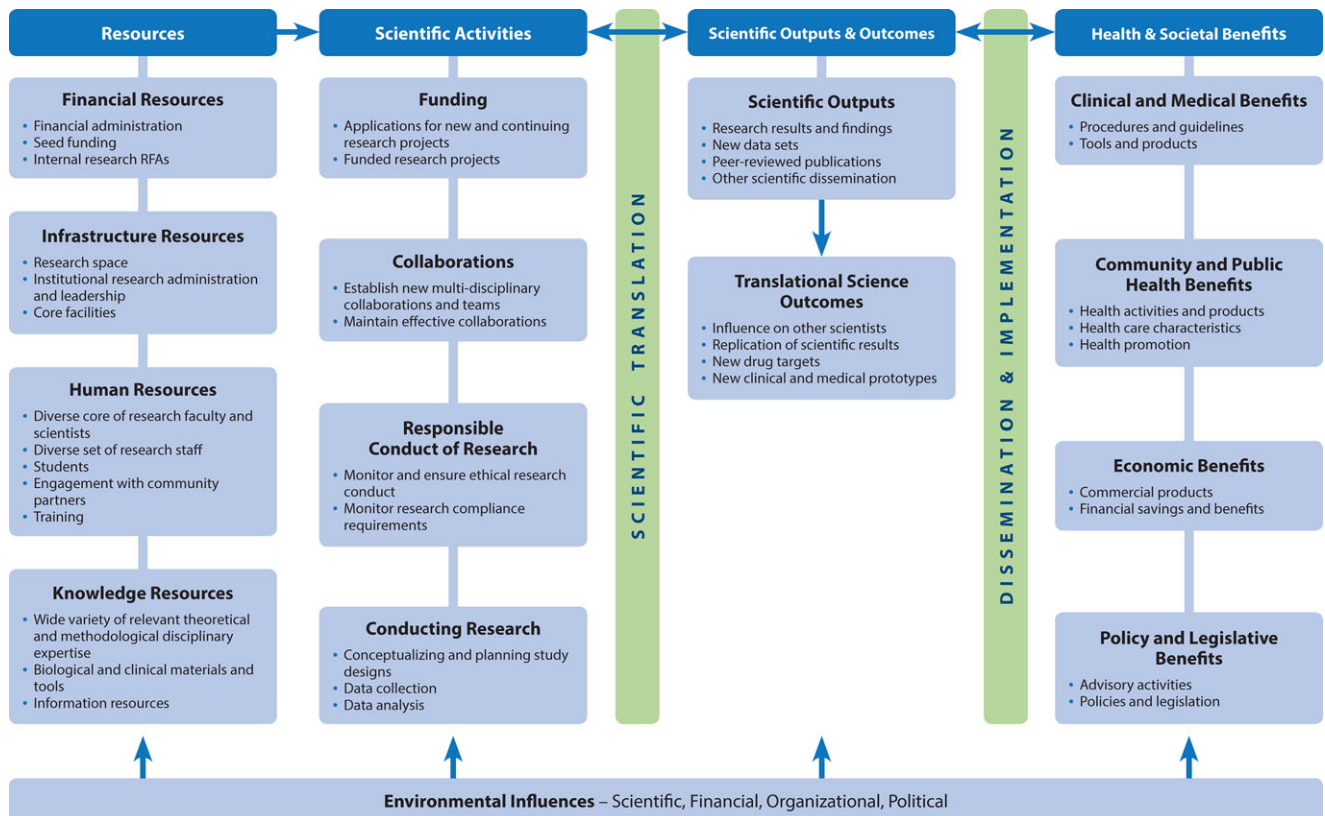 Resources
Financial Resources
• Financial administration
• Seed funding
• Internal research RFAs
Infrastructure Resources
• Research space
• Institutional research administration
and leadership
• Core facilities
Human Resources
• Diverse core of research faculty and
scientists
• Diverse set of research staff
• Students
• Engagement with community
partners
• Training
Knowledge Resources
• Wide variety of relevant theoretical
and methodological disciplinary
expertise
• Biological and clinical materials and
tools
• Information resources
Scientific Activities
Funding
• Applications for new and continuing
research projects
• Funded research projects
Collaborations
• Establish new multi-disciplinary
collaborations and teams
• Maintain effective collaborations
Responsible
Conduct of Research
• Monitor and ensure ethical research
conduct
• Monitor research compliance
requirements
Conducting Research
• Conceptualizing and planning study
designs
• Data collection
• Data analysis
SCIENTIFIC TRANSLATION
Scientific Outputs & Outcomes
Scientific Outputs
• Research results and findings
• New data sets
• Peer-reviewed publications
• Other scientific dissemination
Translational Science
Outcomes
• Influence on other scientists
• Replication of scientific results
• New drug targets
• New clinical and medical prototypes
DISSEMINATION & IMPLEMENTATION
Health & Societal Benefits
Clinical and Medical Benefits
• Procedures and guidelines
• Tools and products
Community and Public
Health Benefits
• Health activities and products
• Health care characteristics
• Health promotion
Economic Benefits
• Commercial products
• Financial savings and benefits
Policy and Legislative
Benefits
• Advisory activities
• Policies and legislation
Environmental Influences – Scientific, Financial, Organizational, Political